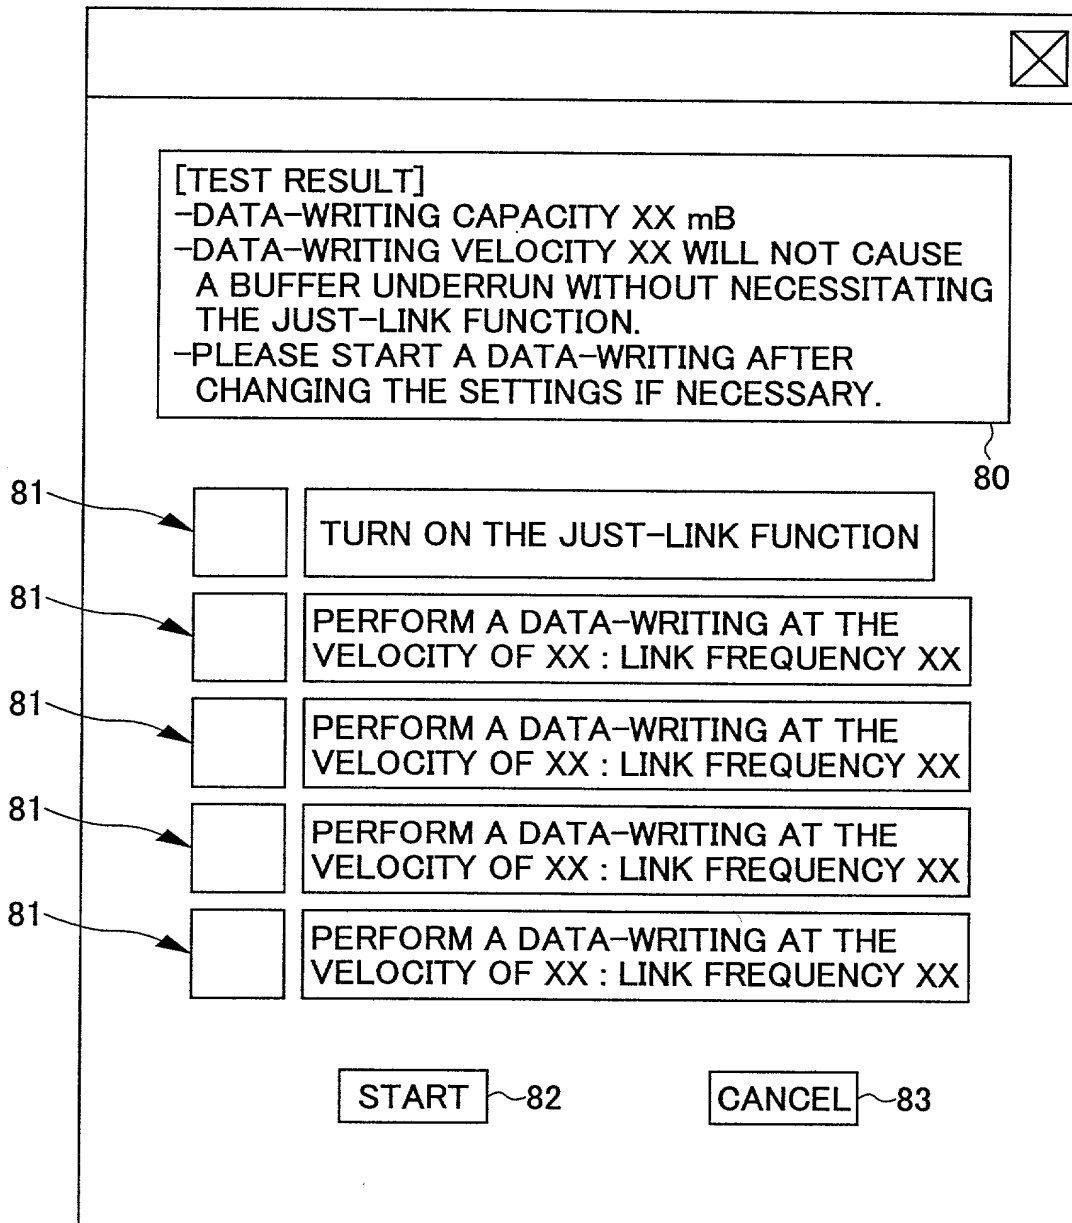 [TEST RESULT]
-DATA-WRITING CAPACITY XX mB
-DATA-WRITING VELOCITY XX WILL NOT CAUSE
A BUFFER UNDERRUN WITHOUT NECESSITATING
THE JUST-LINK FUNCTION.
-PLEASE START A DATA-WRITING AFTER
CHANGING THE SETTINGS IF NECESSARY.
80
81
TURN ON THE JUST-LINK FUNCTION
81
PERFORM A DATA-WRITING AT THE
VELOCITY OF XX : LINK FREQUENCY XX
81
PERFORM A DATA-WRITING AT THE
VELOCITY OF XX : LINK FREQUENCY XX
81
PERFORM A DATA-WRITING AT THE
VELOCITY OF XX : LINK FREQUENCY XX
81
PERFORM A DATA-WRITING AT THE
VELOCITY OF XX : LINK FREQUENCY XX
START 82 CANCEL 83